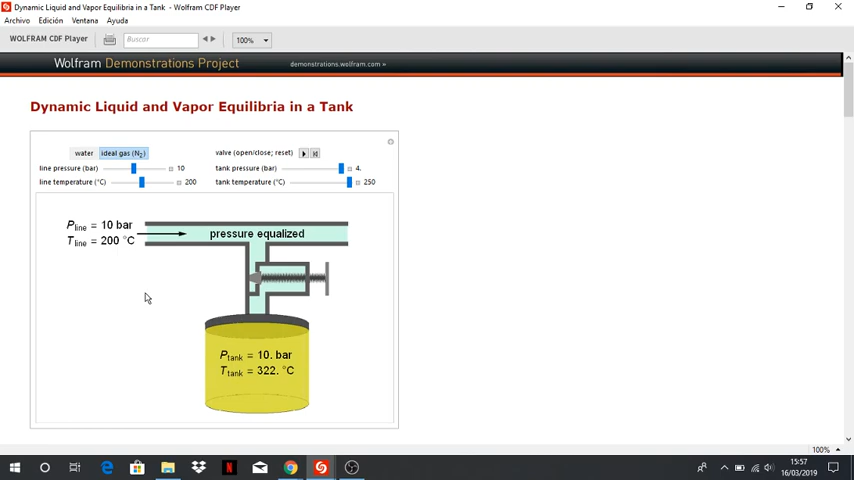 Dynamic Liquid and Vapor Equilibria in a Tank - Wolfram CDF Player
Archivo Edición Ventana Ayuda
WOLFRAM CDF Player Buscar 100%
Wolfram Demonstrations Project demonstrations.wolfram.com »
Dynamic Liquid and Vapor Equilibria in a Tank
water ideal gas (N₂) valve (open/close; reset)
line pressure (bar) 10 tank pressure (bar) 4.
line temperature (°C) 200 tank temperature (°C) 250
Pline = 10 bar
Tline = 200 °C
pressure equalized
Ptank = 10. bar
Ttank = 322. °C
100%
15:57
16/03/2019